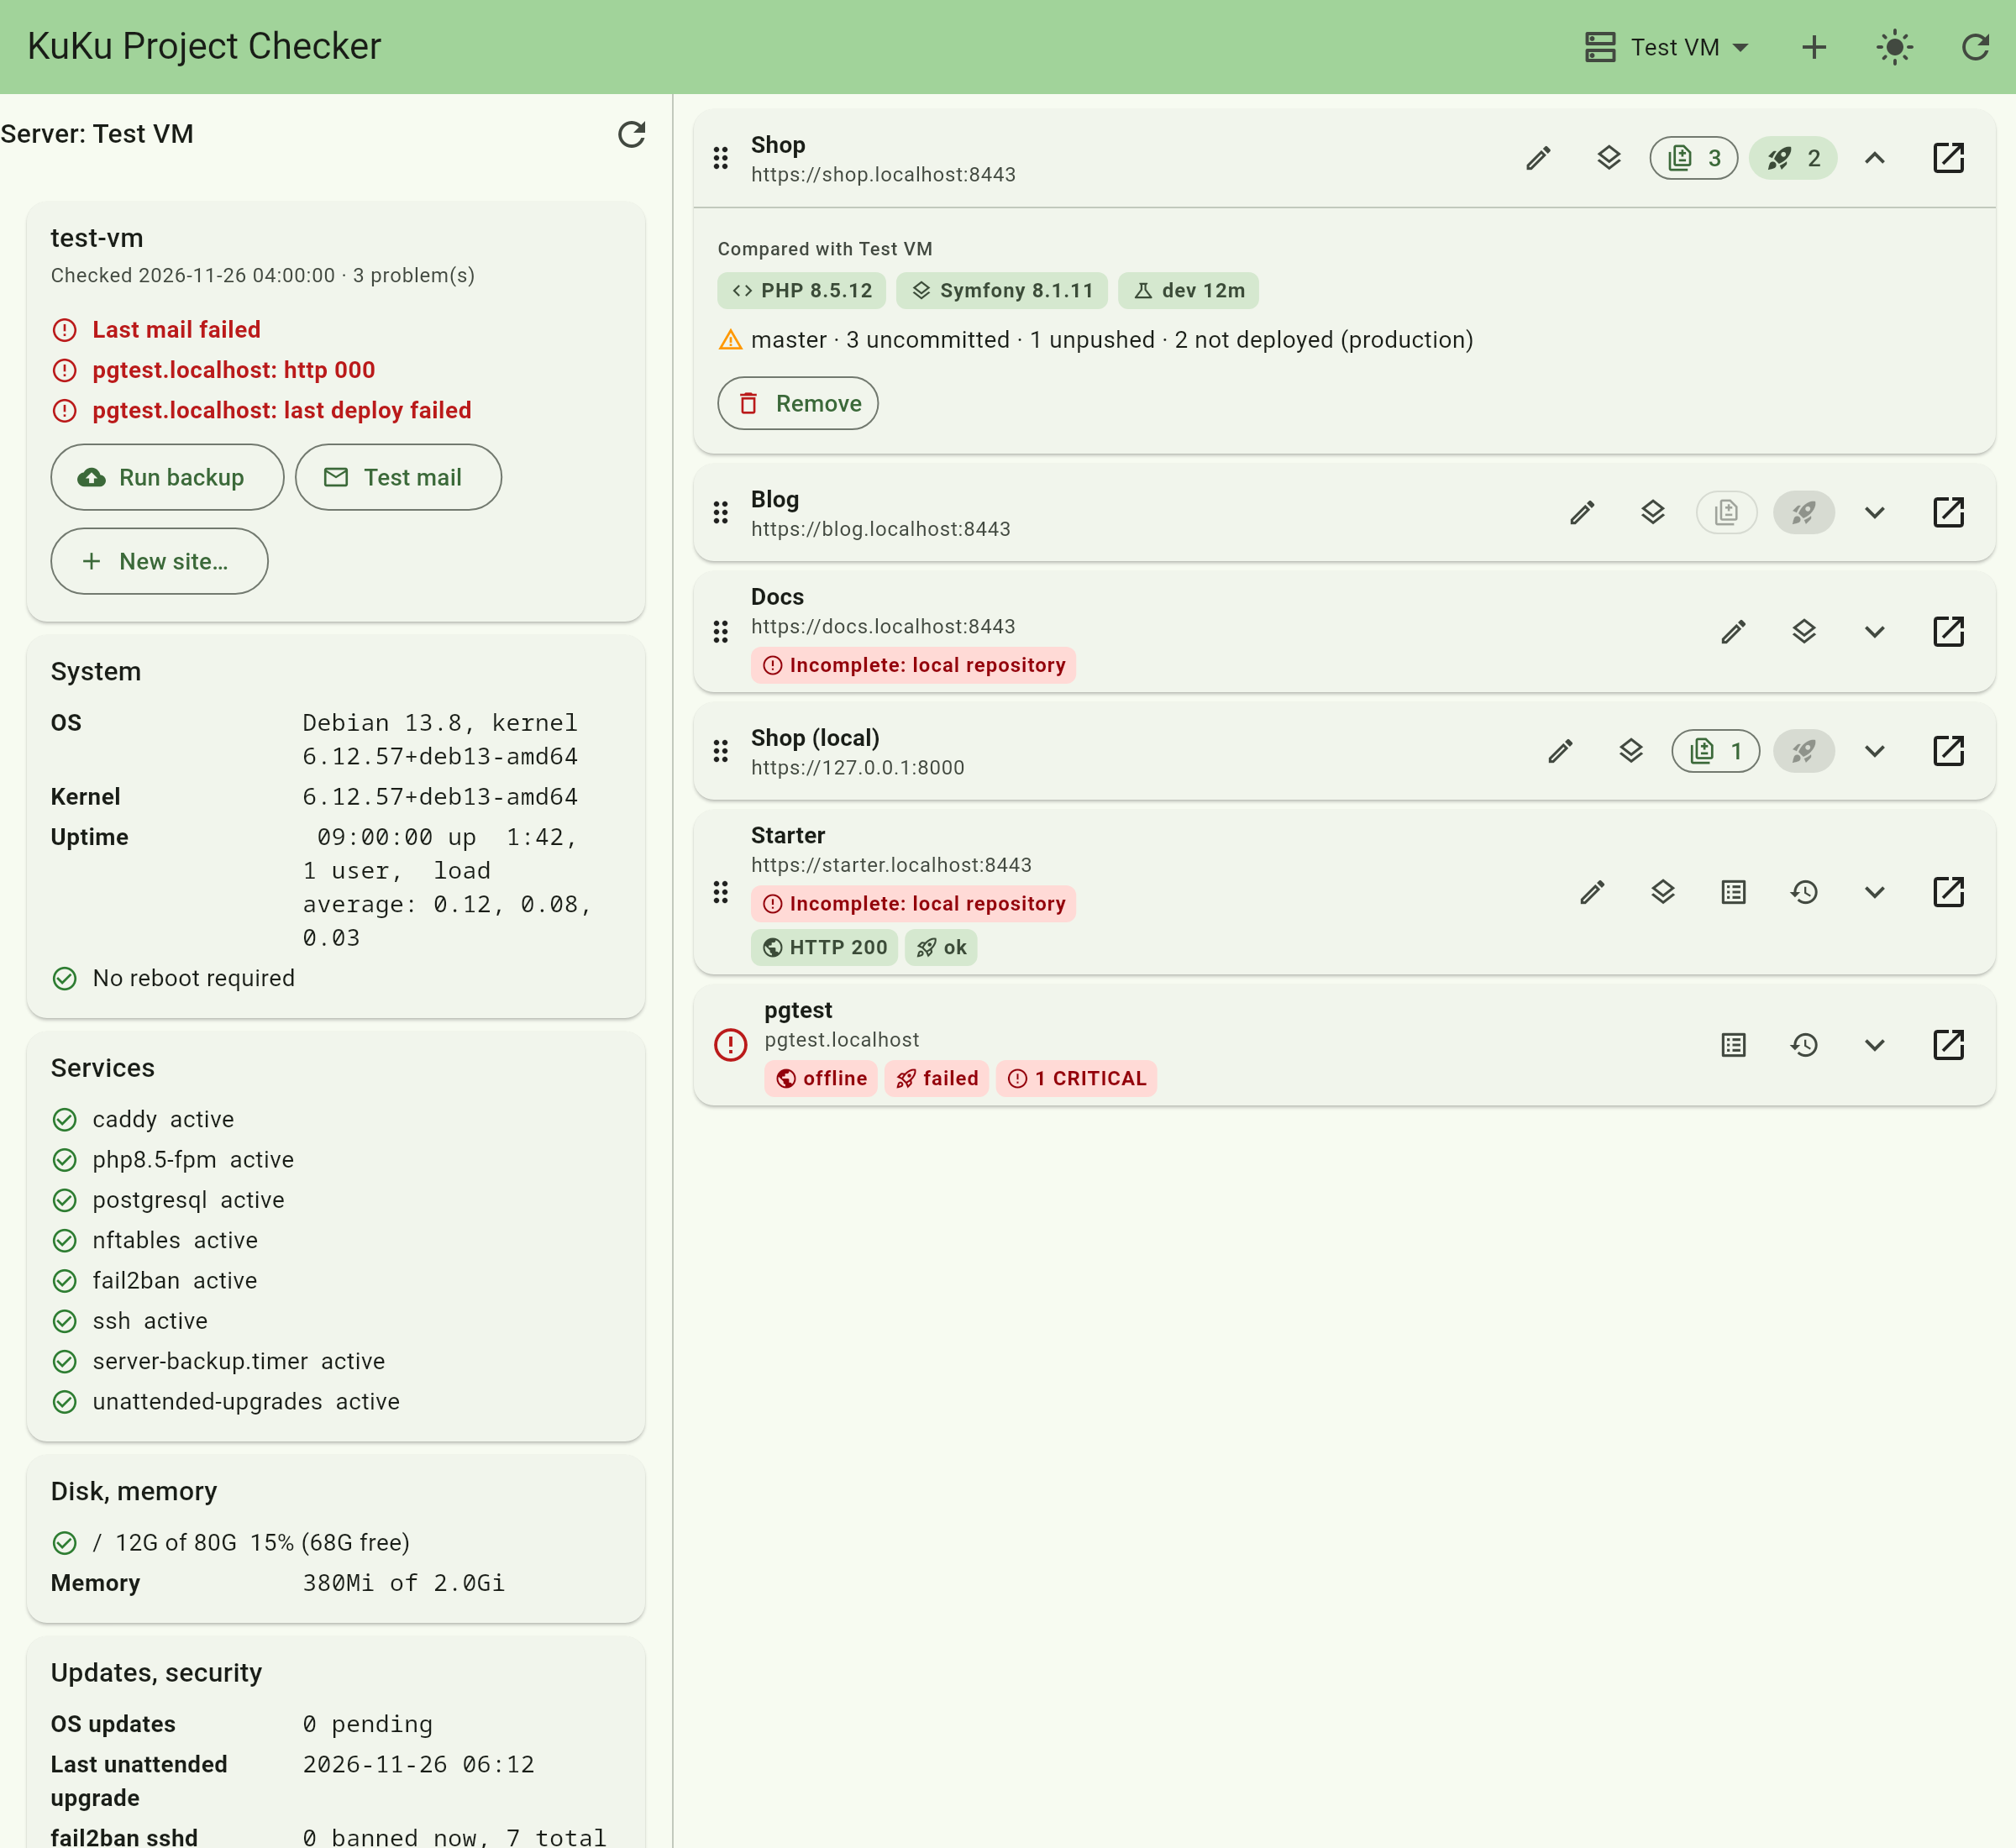 KuKu Project Checker
Test VM
Server: Test VM
test-vm
Checked 2026-11-26 04:00:00 · 3 problem(s)
Last mail failed
pgtest.localhost: http 000
pgtest.localhost: last deploy failed
Run backup
Test mail
New site…
System
OS
Debian 13.8, kernel
6.12.57+deb13-amd64
Kernel
6.12.57+deb13-amd64
Uptime
09:00:00 up  1:42,
1 user,  load
average: 0.12, 0.08,
0.03
No reboot required
Services
caddy  active
php8.5-fpm  active
postgresql  active
nftables  active
fail2ban  active
ssh  active
server-backup.timer  active
unattended-upgrades  active
Disk, memory
/  12G of 80G  15% (68G free)
Memory
380Mi of 2.0Gi
Updates, security
OS updates
0 pending
Last unattended
upgrade
2026-11-26 06:12
fail2ban sshd
0 banned now, 7 total
Shop
https://shop.localhost:8443
3
2
Compared with Test VM
PHP 8.5.12
Symfony 8.1.11
dev 12m
master · 3 uncommitted · 1 unpushed · 2 not deployed (production)
Remove
Blog
https://blog.localhost:8443
Docs
https://docs.localhost:8443
Incomplete: local repository
Shop (local)
https://127.0.0.1:8000
1
Starter
https://starter.localhost:8443
Incomplete: local repository
HTTP 200
ok
pgtest
pgtest.localhost
offline
failed
1 CRITICAL